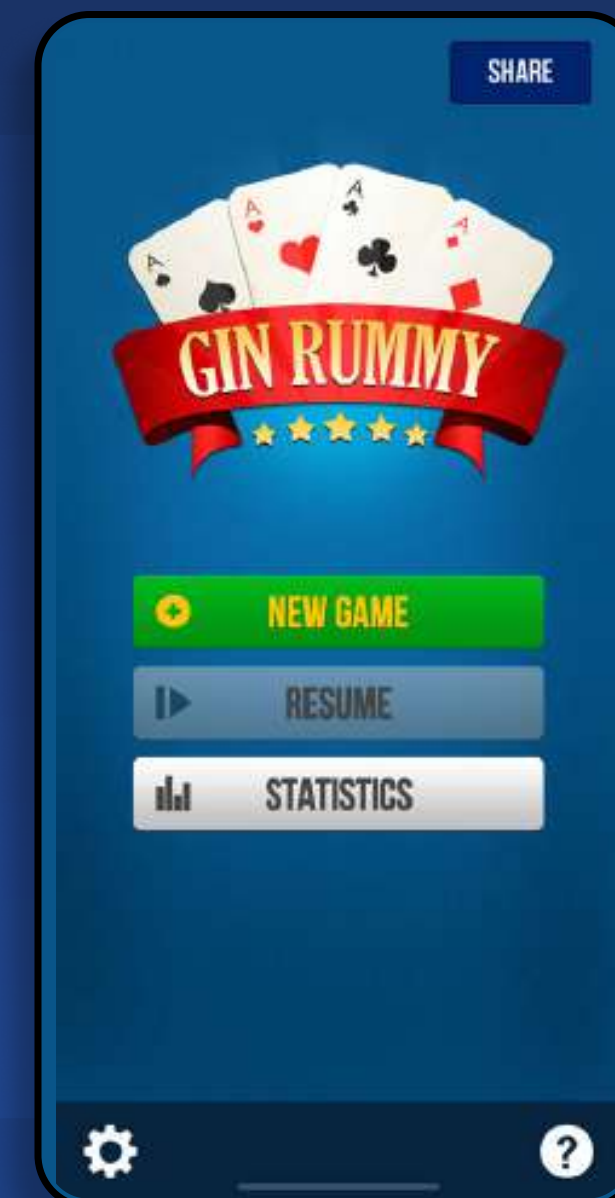 SHARE
A A A A
GIN RUMMY
NEW GAME
RESUME
STATISTICS
?